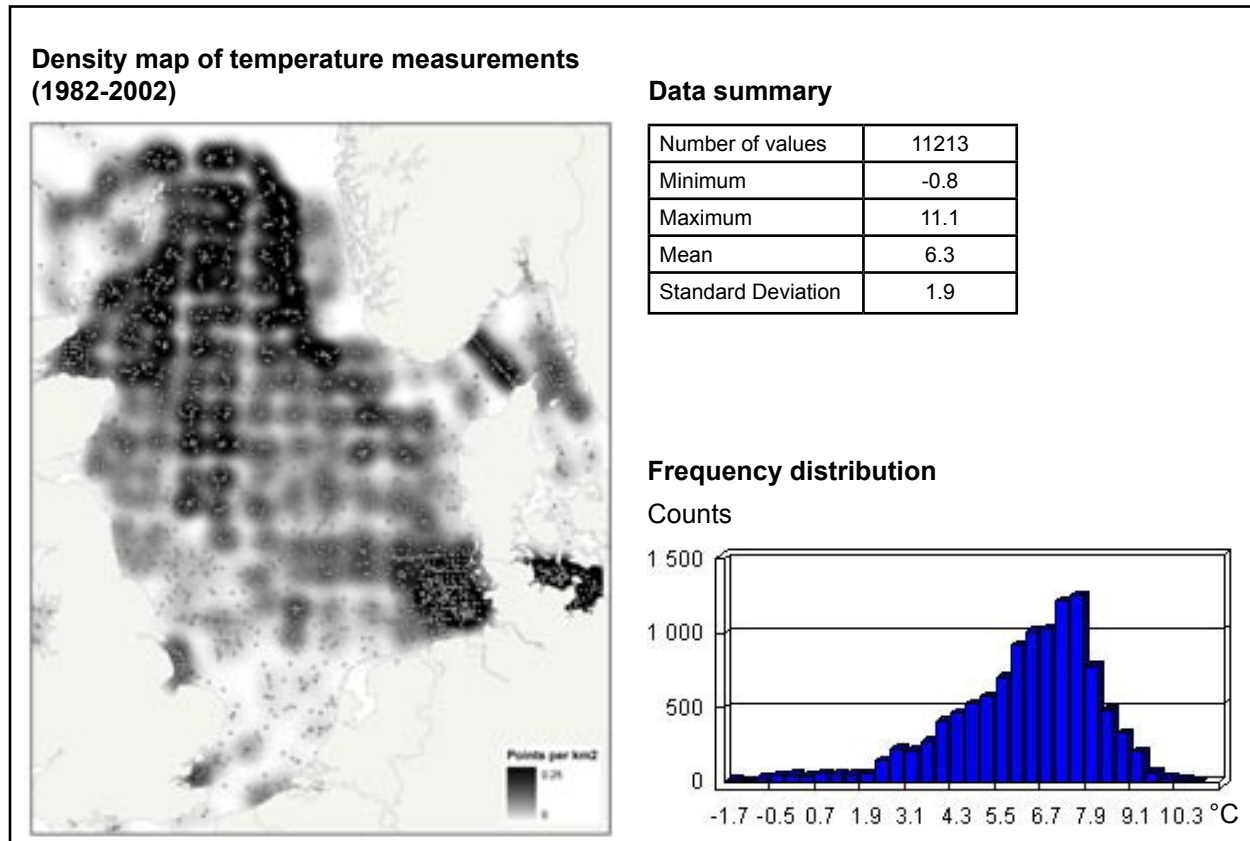 Density map of temperature measurements
(1982-2002)
Points per km2
0.25
0
Data summary
Number of values 11213
Minimum -0.8
Maximum 11.1
Mean 6.3
Standard Deviation 1.9
Frequency distribution
Counts
1 500
1 000
500
0
-1.7 -0.5 0.7 1.9 3.1 4.3 5.5 6.7 7.9 9.1 10.3 °C